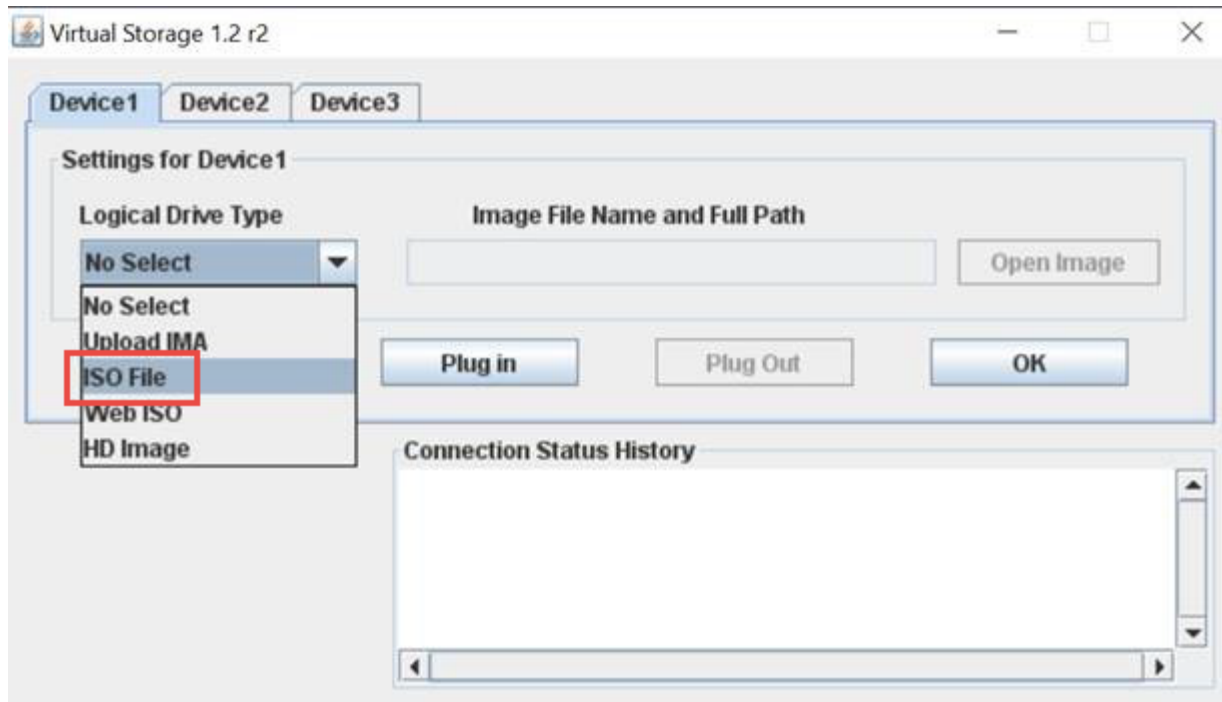 Virtual Storage 1.2 r2
Device1 Device2 Device3
Settings for Device1
Logical Drive Type Image File Name and Full Path
No Select Open Image
No Select
Upload IMA
ISO File
Web ISO
HD Image
Plug in Plug Out OK
Connection Status History